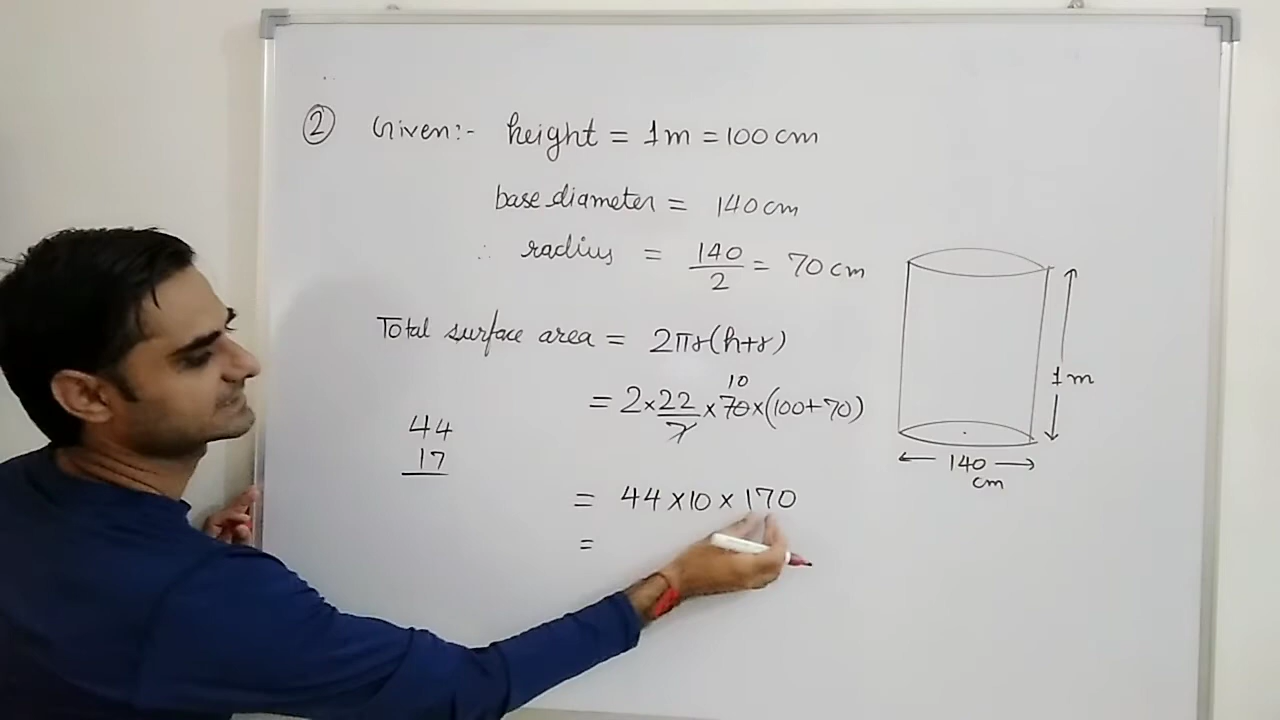 ② Given:- height = 1m = 100 cm
base diameter = 140 cm
∴ radius = 140/2 = 70 cm
Total surface area = 2πr(h+r)
= 2 × 22/7 × 70 × (100+70)
10
44
17
= 44 × 10 × 170
=
1m
140
cm